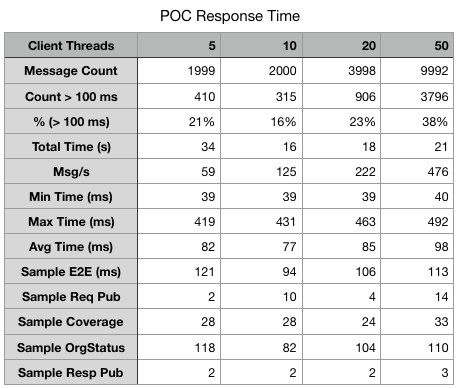 POC Response Time
Client Threads 5 10 20 50
Message Count 1999 2000 3998 9992
Count > 100 ms 410 315 906 3796
% (> 100 ms) 21% 16% 23% 38%
Total Time (s) 34 16 18 21
Msg/s 59 125 222 476
Min Time (ms) 39 39 39 40
Max Time (ms) 419 431 463 492
Avg Time (ms) 82 77 85 98
Sample E2E (ms) 121 94 106 113
Sample Req Pub 2 10 4 14
Sample Coverage 28 28 24 33
Sample OrgStatus 118 82 104 110
Sample Resp Pub 2 2 2 3